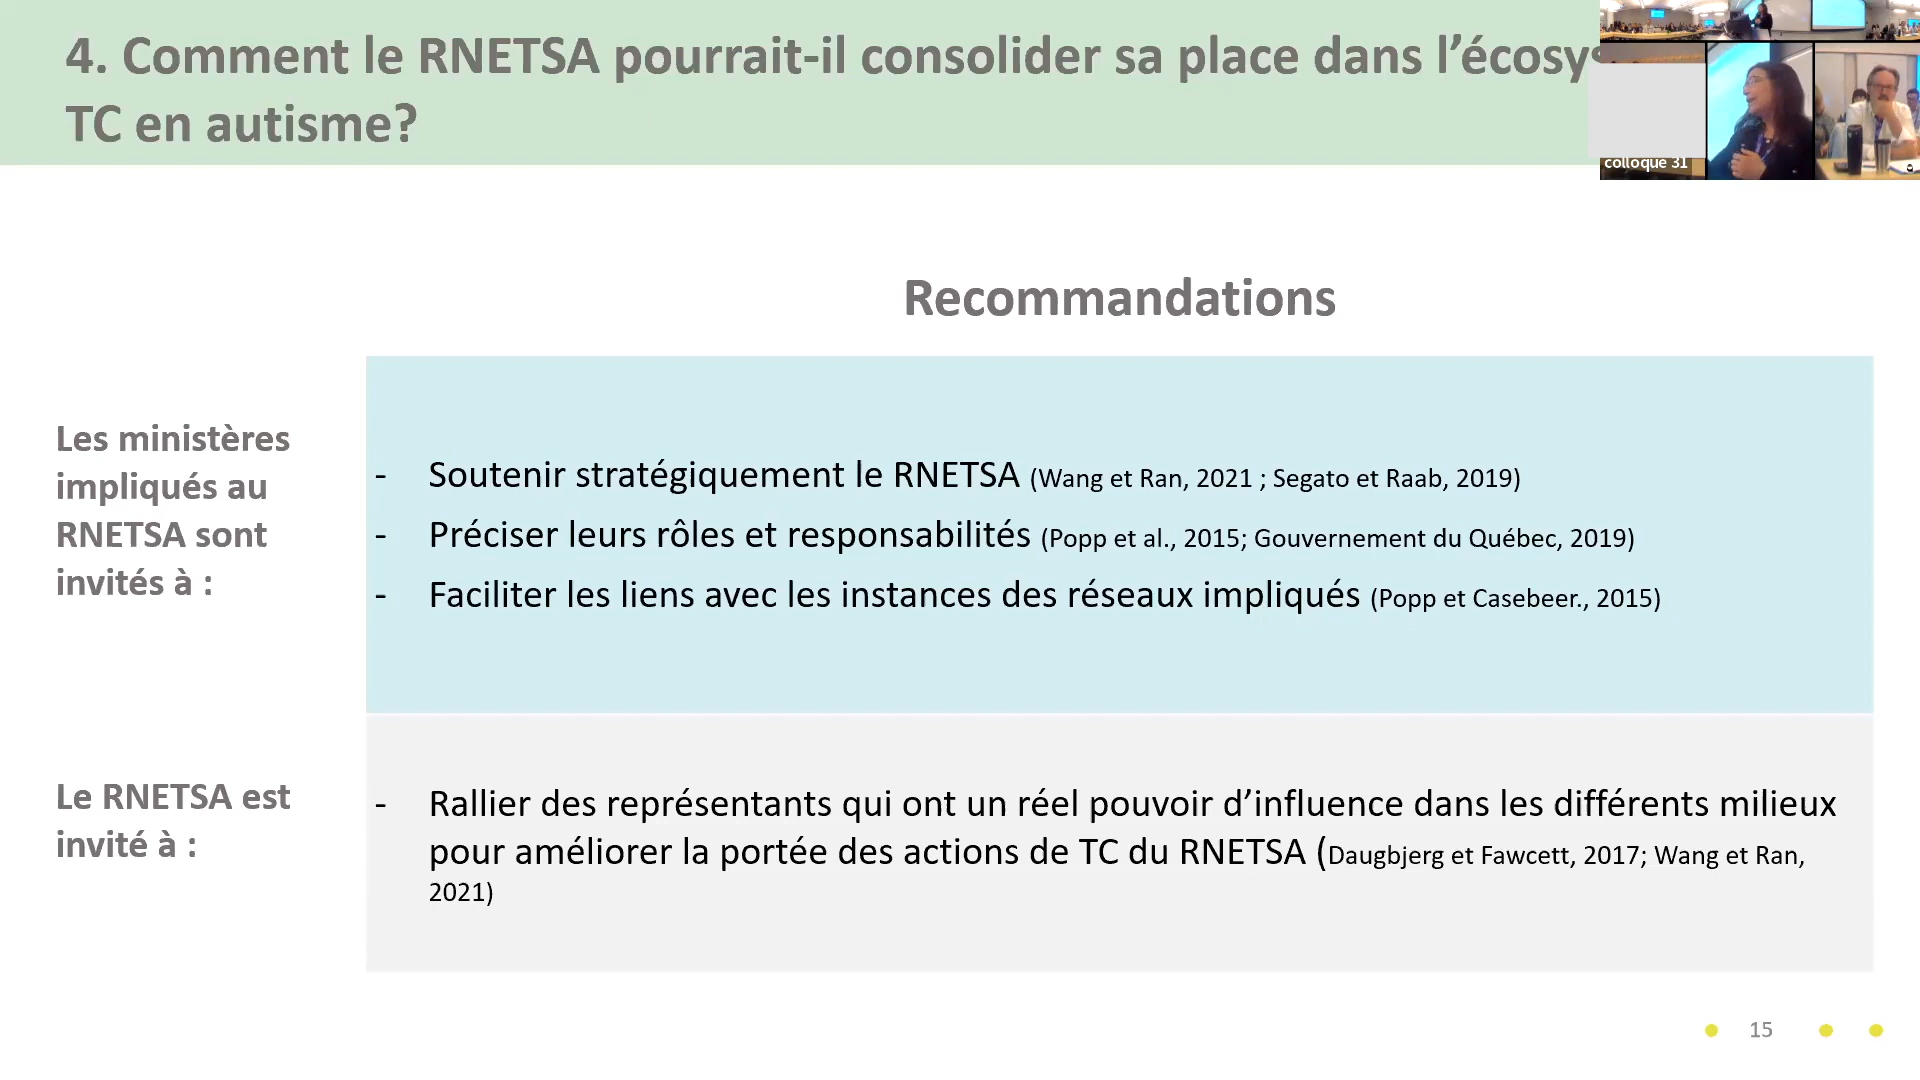 4. Comment le RNETSA pourrait-il consolider sa place dans l’écosys
TC en autisme?
colloque 31
Recommandations
Les ministères
impliqués au
RNETSA sont
invités à :
- Soutenir stratégiquement le RNETSA (Wang et Ran, 2021 ; Segato et Raab, 2019)
- Préciser leurs rôles et responsabilités (Popp et al., 2015; Gouvernement du Québec, 2019)
- Faciliter les liens avec les instances des réseaux impliqués (Popp et Casebeer., 2015)
Le RNETSA est
invité à :
- Rallier des représentants qui ont un réel pouvoir d’influence dans les différents milieux
pour améliorer la portée des actions de TC du RNETSA (Daugbjerg et Fawcett, 2017; Wang et Ran,
2021)
15